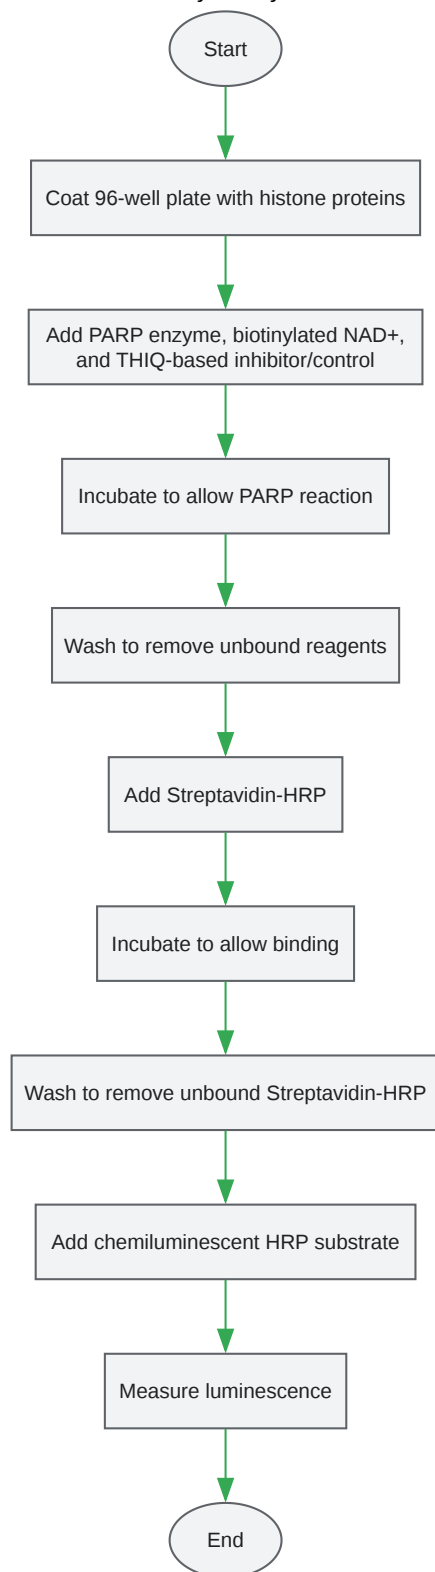 Start
Coat 96-well plate with histone proteins
Add PARP enzyme, biotinylated NAD+,
and THIQ-based inhibitor/control
Incubate to allow PARP reaction
Wash to remove unbound reagents
Add Streptavidin-HRP
Incubate to allow binding
Wash to remove unbound Streptavidin-HRP
Add chemiluminescent HRP substrate
Measure luminescence
End